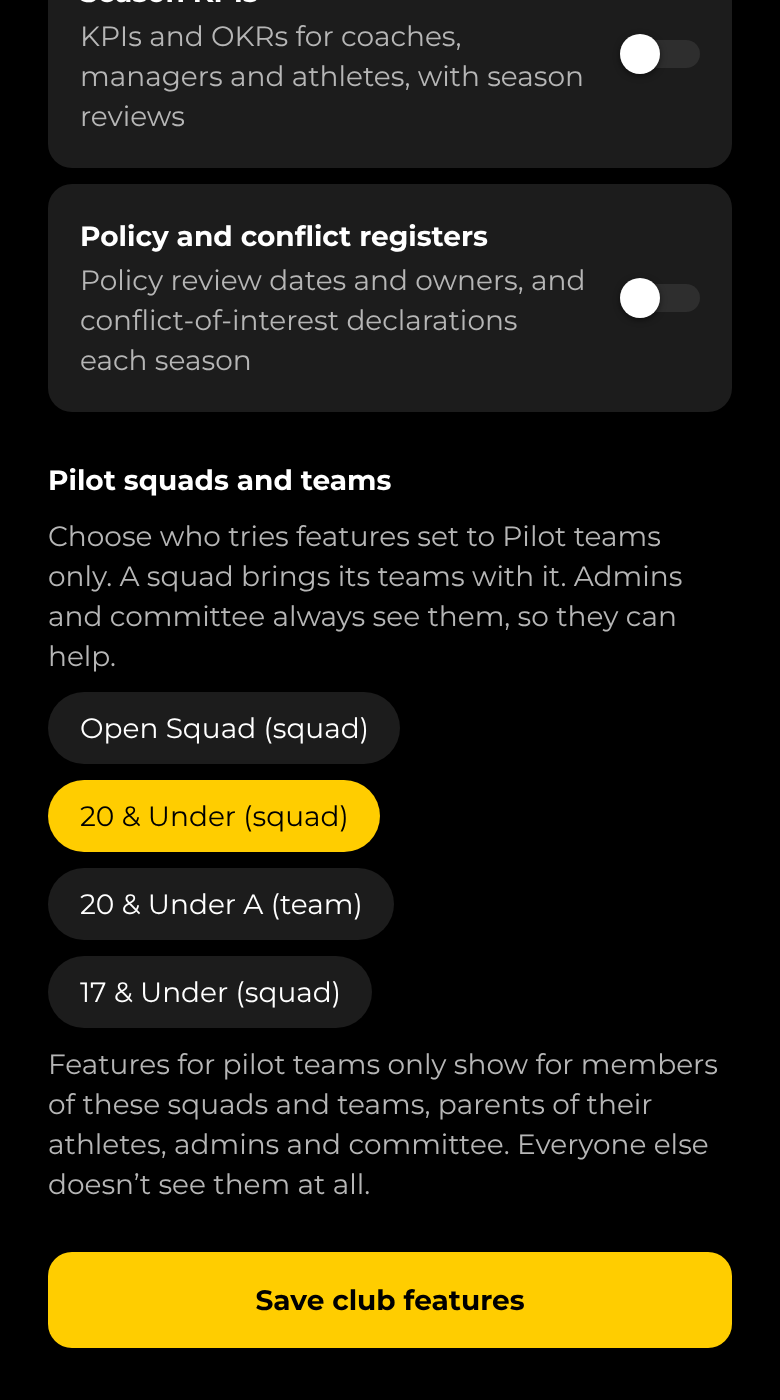 Season KPIs
KPIs and OKRs for coaches,
managers and athletes, with season
reviews
Policy and conflict registers
Policy review dates and owners, and
conflict-of-interest declarations
each season
Pilot squads and teams
Choose who tries features set to Pilot teams
only. A squad brings its teams with it. Admins
and committee always see them, so they can
help.
Open Squad (squad)
20 & Under (squad)
20 & Under A (team)
17 & Under (squad)
Features for pilot teams only show for members
of these squads and teams, parents of their
athletes, admins and committee. Everyone else
doesn’t see them at all.
Save club features